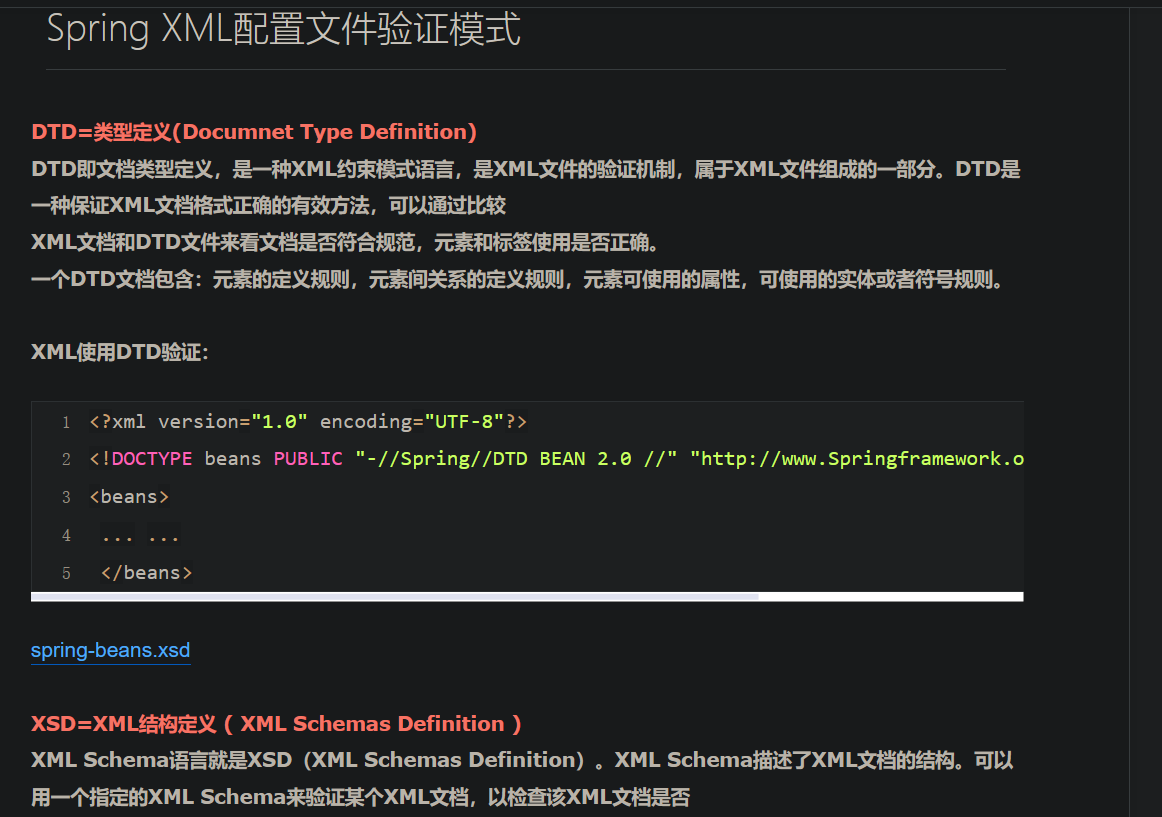 Spring XML配置文件验证模式
DTD=类型定义(Documnet Type Definition)
DTD即文档类型定义，是一种XML约束模式语言，是XML文件的验证机制，属于XML文件组成的一部分。DTD是
一种保证XML文档格式正确的有效方法，可以通过比较
XML文档和DTD文件来看文档是否符合规范，元素和标签使用是否正确。
一个DTD文档包含：元素的定义规则，元素间关系的定义规则，元素可使用的属性，可使用的实体或者符号规则。
XML使用DTD验证：
1 <?xml version="1.0" encoding="UTF-8"?>
2 <!DOCTYPE beans PUBLIC "-//Spring//DTD BEAN 2.0 //" "http://www.Springframework.o
3 <beans>
4 ... ...
5 </beans>
spring-beans.xsd
XSD=XML结构定义 ( XML Schemas Definition )
XML Schema语言就是XSD（XML Schemas Definition）。XML Schema描述了XML文档的结构。可以
用一个指定的XML Schema来验证某个XML文档，以检查该XML文档是否